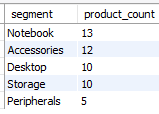 segment product_count
Notebook 13
Accessories 12
Desktop 10
Storage 10
Peripherals 5